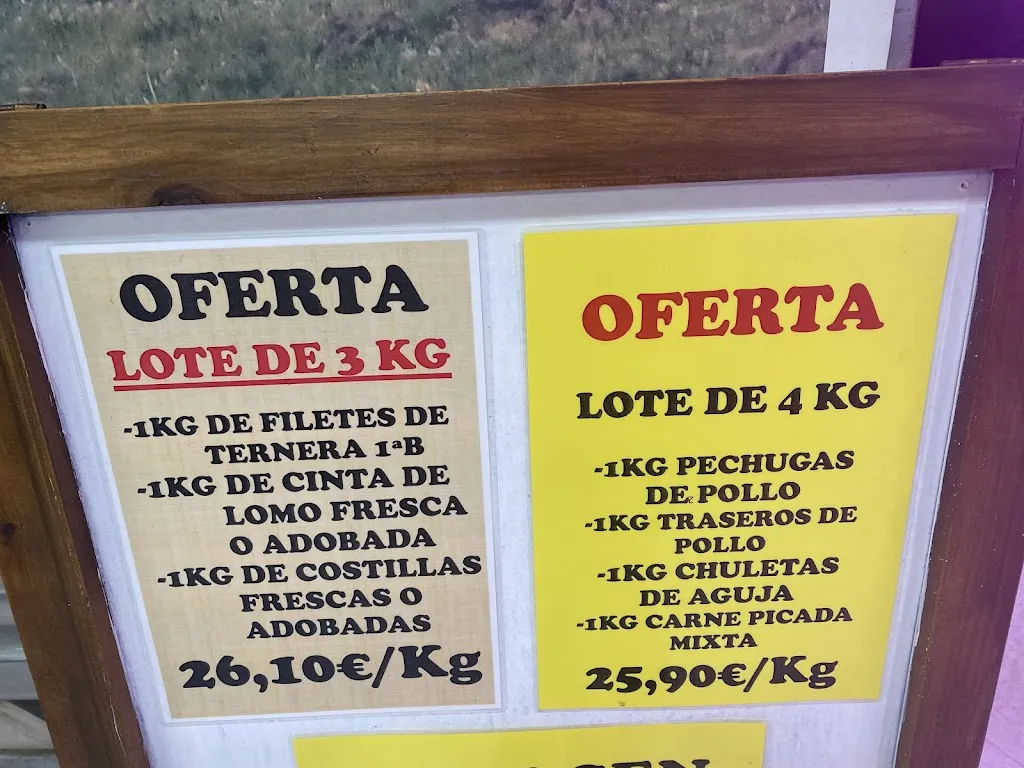 OFERTA
LOTE DE 3 KG
-1KG DE FILETES DE
TERNERA 1ªB
-1KG DE CINTA DE
LOMO FRESCA
O ADOBADA
-1KG DE COSTILLAS
FRESCAS O
ADOBADAS
26,10€/Kg
OFERTA
LOTE DE 4 KG
-1KG PECHUGAS
DE POLLO
-1KG TRASEROS DE
POLLO
-1KG CHULETAS
DE AGUJA
-1KG CARNE PICADA
MIXTA
25,90€/Kg